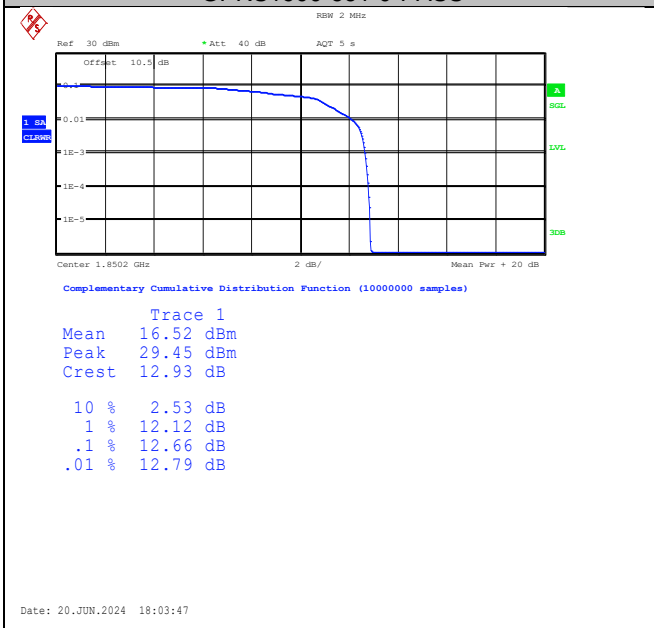 RBW 2 MHz
Ref 30 dBm * Att 40 dB AQT 5 s
Offset 10.5 dB
A
SGL
0.1
1 SA
CLRWR
0.01
LVL
1E-3
1E-4
1E-5
3DB
Center 1.8502 GHz 2 dB/ Mean Pwr + 20 dB
Complementary Cumulative Distribution Function (10000000 samples)
Trace 1
Mean 16.52 dBm
Peak 29.45 dBm
Crest 12.93 dB
10 % 2.53 dB
1 % 12.12 dB
.1 % 12.66 dB
.01 % 12.79 dB
Date: 20.JUN.2024 18:03:47